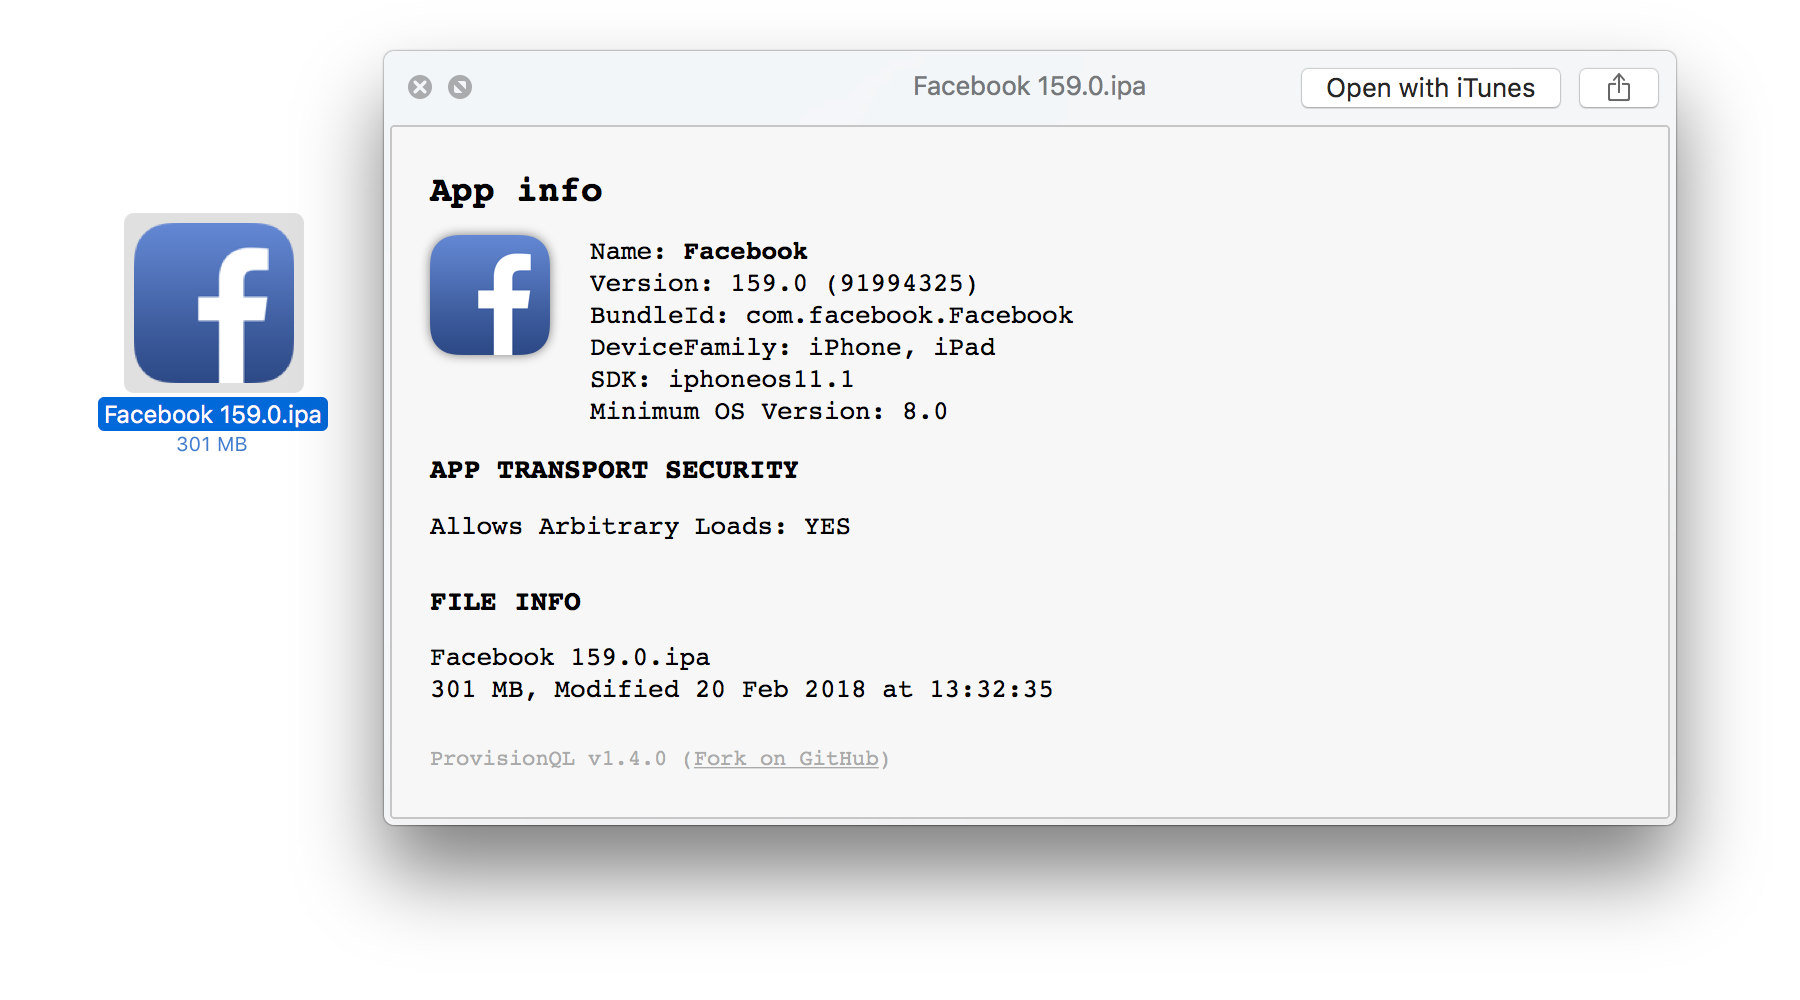 Facebook 159.0.ipa
Open with iTunes
App info
Name: Facebook
Version: 159.0 (91994325)
BundleId: com.facebook.Facebook
DeviceFamily: iPhone, iPad
SDK: iphoneos11.1
Minimum OS Version: 8.0
Facebook 159.0.ipa
301 MB
APP TRANSPORT SECURITY
Allows Arbitrary Loads: YES
FILE INFO
Facebook 159.0.ipa
301 MB, Modified 20 Feb 2018 at 13:32:35
ProvisionQL v1.4.0 (Fork on GitHub)